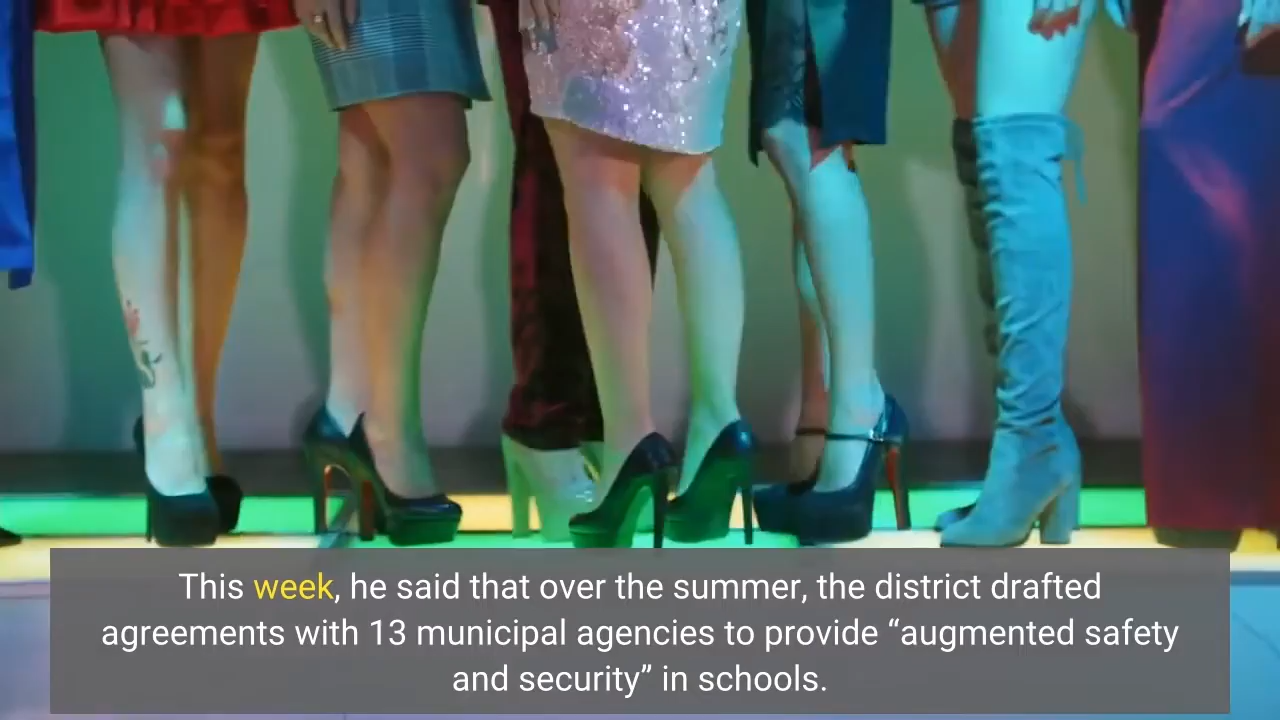 This week, he said that over the summer, the district drafted
agreements with 13 municipal agencies to provide “augmented safety
and security” in schools.